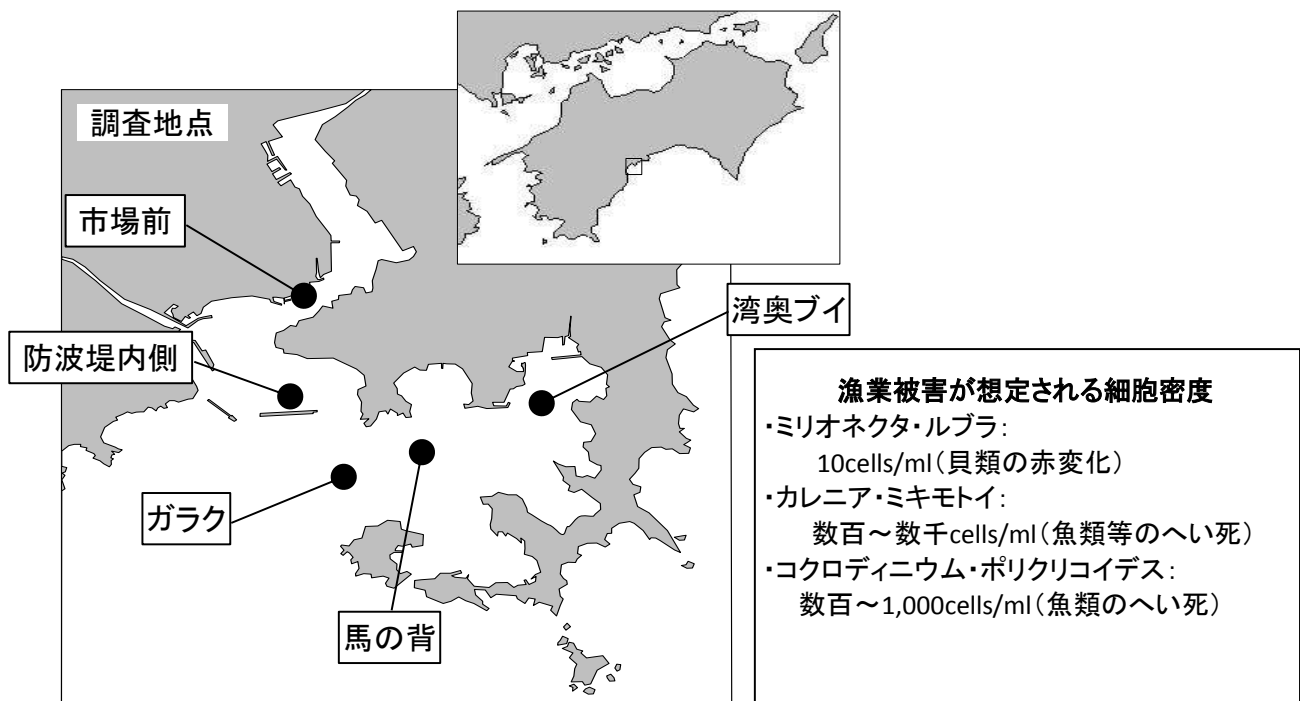 調査地点
市場前
湾奥ブイ
防波堤内側
ガラク
馬の背
漁業被害が想定される細胞密度
・ミリオネクタ・ルブラ：
10cells/ml（貝類の赤変化）
・カレニア・ミキモトイ：
数百～数千cells/ml（魚類等のへい死）
・コクロディニウム・ポリクリコイデス：
数百～1,000cells/ml（魚類のへい死）